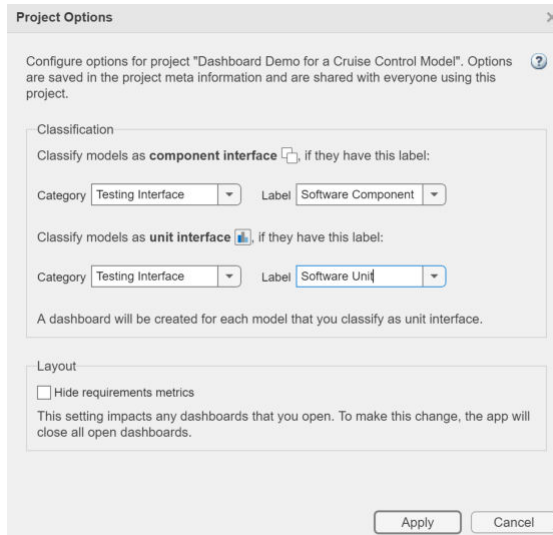 Project Options
Configure options for project "Dashboard Demo for a Cruise Control Model". Options
are saved in the project meta information and are shared with everyone using this
project.
Classification
Classify models as component interface , if they have this label:
Category Testing Interface Label Software Component
Classify models as unit interface , if they have this label:
Category Testing Interface Label Software Unit
A dashboard will be created for each model that you classify as unit interface.
Layout
Hide requirements metrics
This setting impacts any dashboards that you open. To make this change, the app will
close all open dashboards.
Apply Cancel